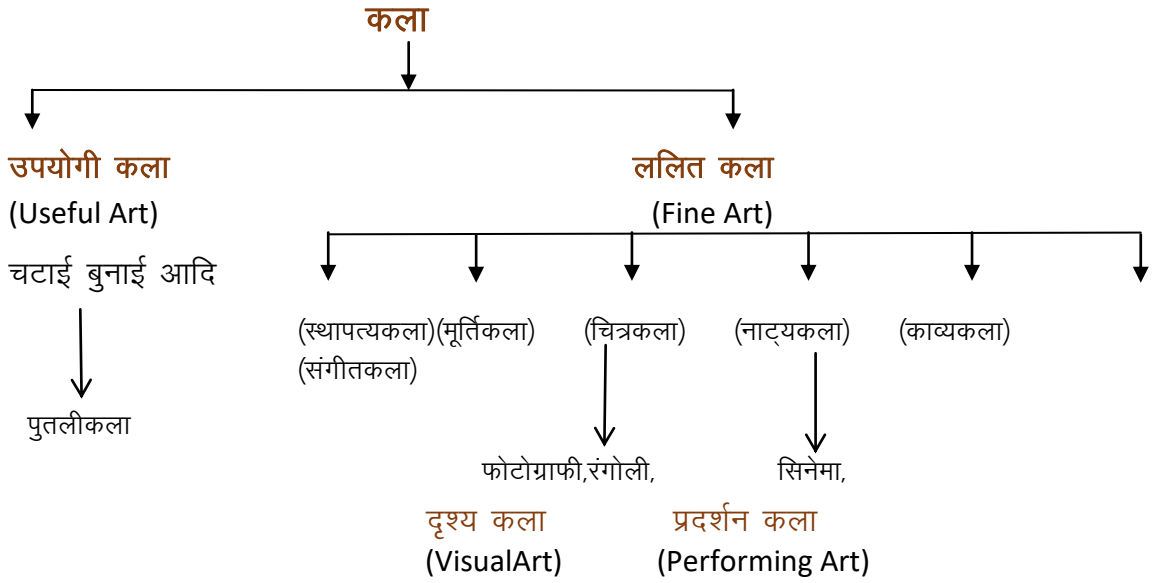 कला
उपयोगी कला ललित कला
(Useful Art) (Fine Art)
चटाई बुनाई आदि
(स्थापत्यकला)(मूर्तिकला) (चित्रकला) (नाट्यकला) (काव्यकला)
(संगीतकला)
पुतलीकला
फोटोग्राफी,रंगोली, सिनेमा,
दृश्य कला प्रदर्शन कला
(VisualArt) (Performing Art)